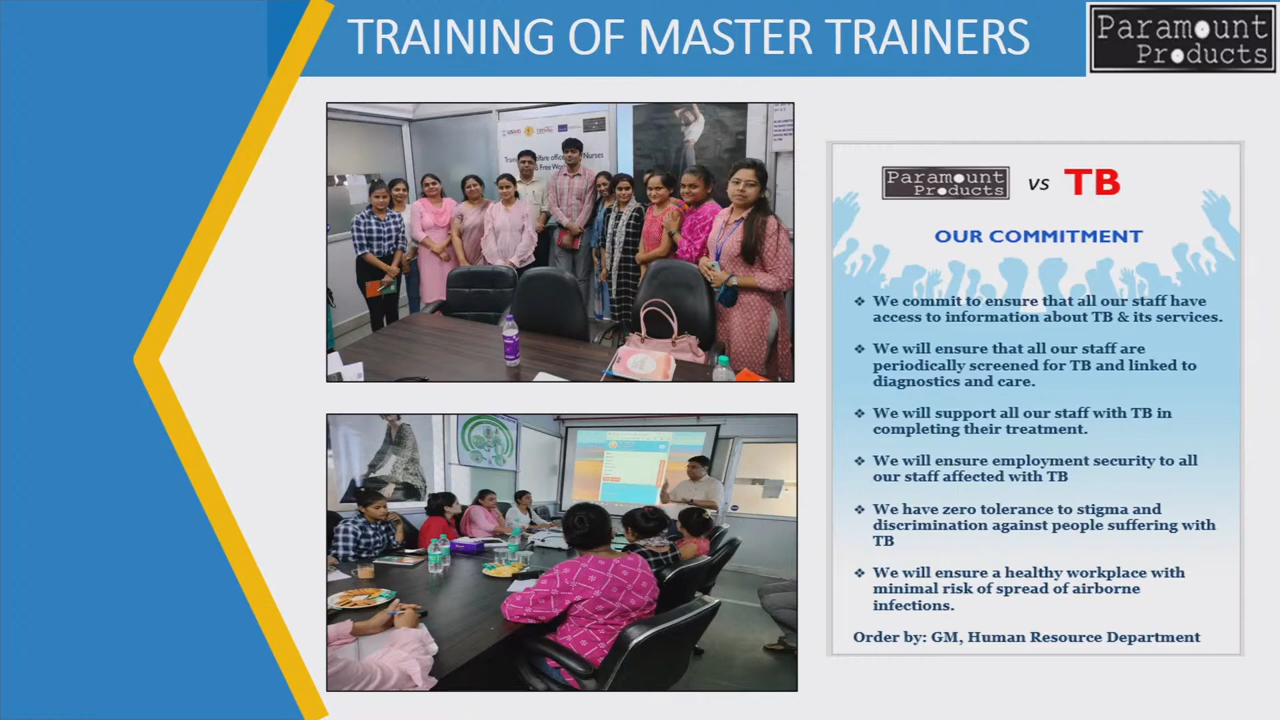 TRAINING OF MASTER TRAINERS
Paramount
Products
USAID
Nurses
Free
Paramount
Products
vs
TB
OUR COMMITMENT
❖ We commit to ensure that all our staff have
access to information about TB & its services.
❖ We will ensure that all our staff are
periodically screened for TB and linked to
diagnostics and care.
❖ We will support all our staff with TB in
completing their treatment.
❖ We will ensure employment security to all
our staff affected with TB
❖ We have zero tolerance to stigma and
discrimination against people suffering with
TB
❖ We will ensure a healthy workplace with
minimal risk of spread of airborne
infections.
Order by: GM, Human Resource Department